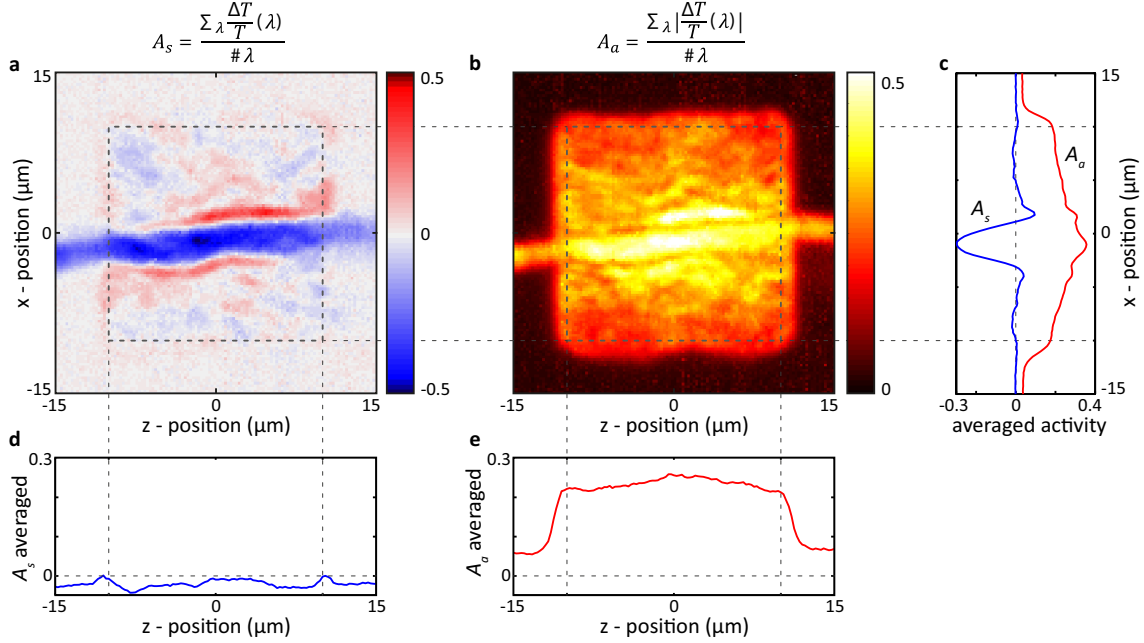 A_s = Σ_λ ΔT/T (λ) / # λ
A_a = Σ_λ |ΔT/T (λ)| / # λ
a
b
c
15
0
-15
x - position (μm)
-15 0 15
z - position (μm)
0.5
0
-0.5
0.5
0
-15 0 15
z - position (μm)
A_s
A_a
15
0
-15
x - position (μm)
-0.3 0 0.4
averaged activity
d
0.3
0
A_s averaged
-15 0 15
z - position (μm)
e
0.3
0
A_a averaged
-15 0 15
z - position (μm)